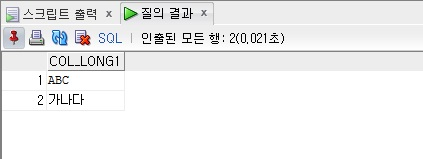 스크립트 출력 x 질의 결과 x
SQL | 인출된 모든 행: 2(0,021초)
COL_LONG1
1 ABC
2 가나다